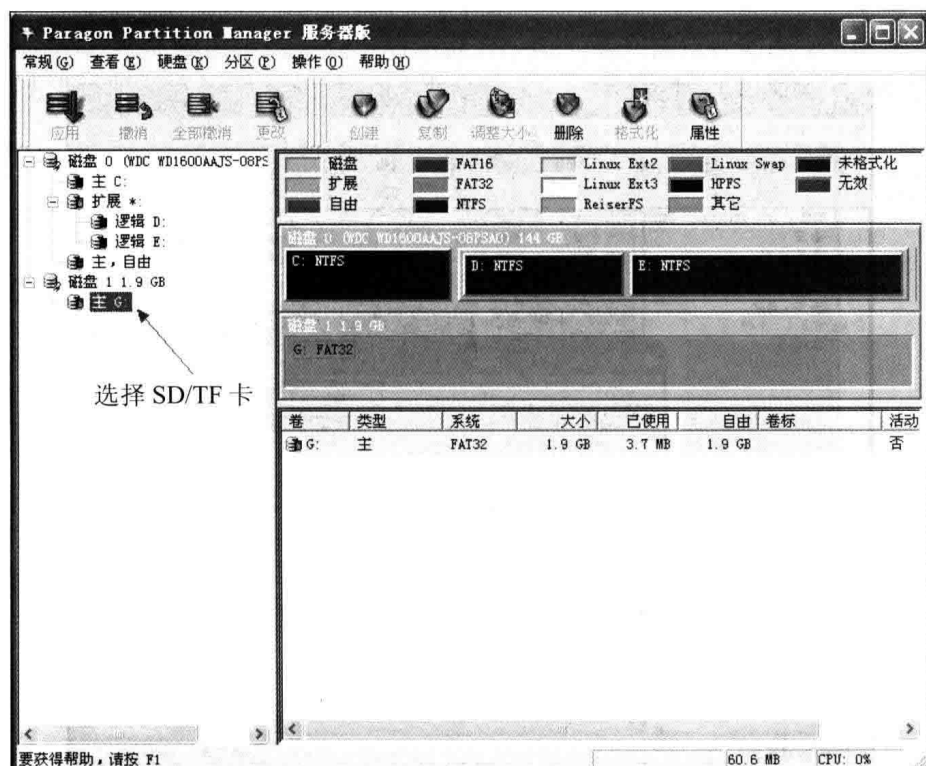 Paragon Partition Manager 服务器版
常规(G) 查看(E) 硬盘(K) 分区(P) 操作(O) 帮助(H)
应用 撤消 全部撤消 更改 创建 复制 调整大小 删除 格式化 属性
磁盘 0 (WDC WD1600AAJS-08PS
主 C:
扩展 *:
逻辑 D:
逻辑 E:
主,自由
磁盘 1 1.9 GB
主 G:
选择 SD/TF 卡
磁盘 FAT16 Linux Ext2 Linux Swap 未格式化
扩展 FAT32 Linux Ext3 HPFS 无效
自由 NTFS ReiserFS 其它
磁盘 0 (WDC WD1600AAJS-08PSA0) 144 GB
C: NTFS D: NTFS E: NTFS
磁盘 1 1.9 GB
G: FAT32
卷 类型 系统 大小 已使用 自由 卷标 活动
G: 主 FAT32 1.9 GB 3.7 MB 1.9 GB 否
要获得帮助,请按 F1 60.6 MB CPU: 0%